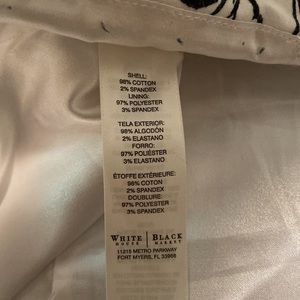 SHELL:
98% COTTON
2% SPANDEX
LINING:
97% POLYESTER
3% SPANDEX
TELA EXTERIOR:
98% ALGODÓN
2% ELASTANO
FORRO:
97% POLIÉSTER
3% ELASTANO
ÉTOFFE EXTÉRIEURE:
98% COTON
2% SPANDEX
DOUBLURE:
97% POLYESTER
3% SPANDEX
WHITE | BLACK
HOUSE | MARKET
11215 METRO PARKWAY
FORT MYERS, FL 33966